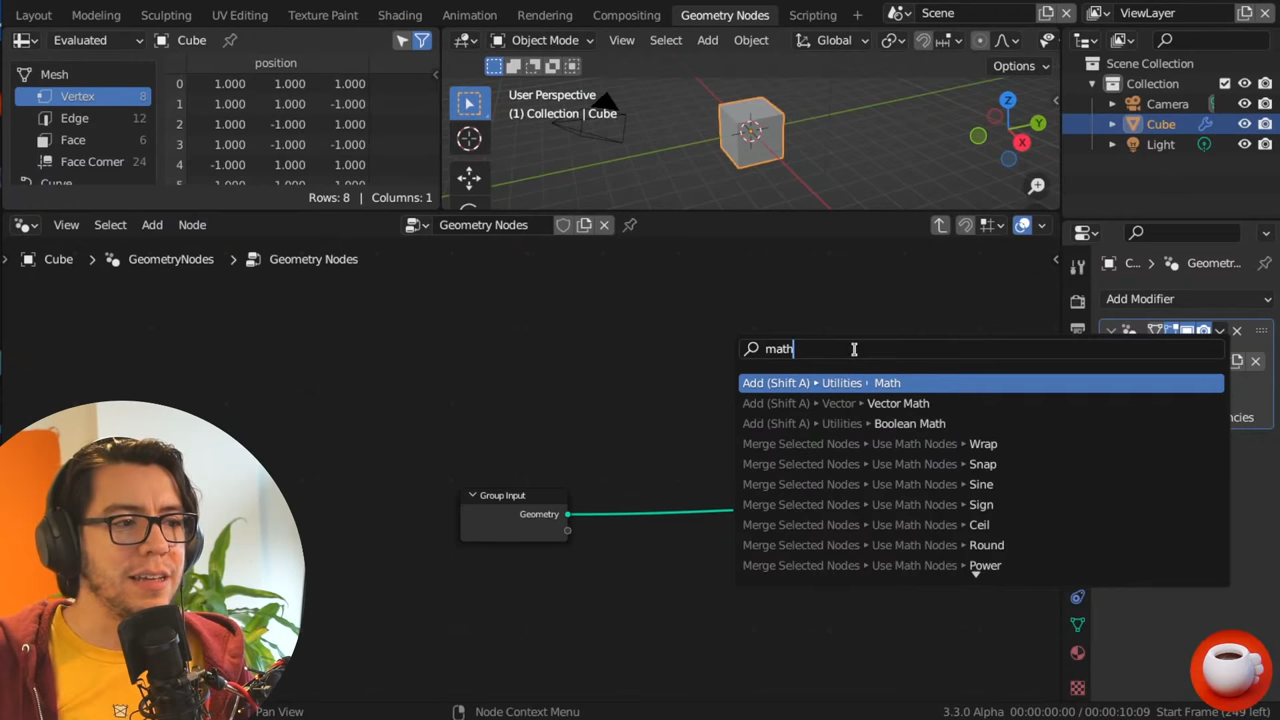 Layout Modeling Sculpting UV Editing Texture Paint Shading Animation Rendering Compositing Geometry Nodes Scripting + Scene ViewLayer
Evaluated Cube
Object Mode View Select Add Object Global
Scene Collection
Collection
Camera
Cube
Light
Mesh
Vertex 8
Edge 12
Face 6
Face Corner 24
position
0 1.000 1.000 1.000
1 1.000 1.000 -1.000
2 1.000 -1.000 1.000
3 1.000 -1.000 -1.000
4 -1.000 1.000 1.000
Rows: 8 | Columns: 1
Options
User Perspective
(1) Collection | Cube
Z
Y
X
View Select Add Node Geometry Nodes
Cube > GeometryNodes > Geometry Nodes
C... > Geometr...
Add Modifier
math
Add (Shift A) ▸ Utilities ▸ Math
Add (Shift A) ▸ Vector ▸ Vector Math
Add (Shift A) ▸ Utilities ▸ Boolean Math
Merge Selected Nodes ▸ Use Math Nodes ▸ Wrap
Merge Selected Nodes ▸ Use Math Nodes ▸ Snap
Merge Selected Nodes ▸ Use Math Nodes ▸ Sine
Merge Selected Nodes ▸ Use Math Nodes ▸ Sign
Merge Selected Nodes ▸ Use Math Nodes ▸ Ceil
Merge Selected Nodes ▸ Use Math Nodes ▸ Round
Merge Selected Nodes ▸ Use Math Nodes ▸ Power
Group Input
Geometry
Pan View
Node Context Menu
3.3.0 Alpha 00:00:00:00 / 00:00:10:09 Start Frame (249 left)